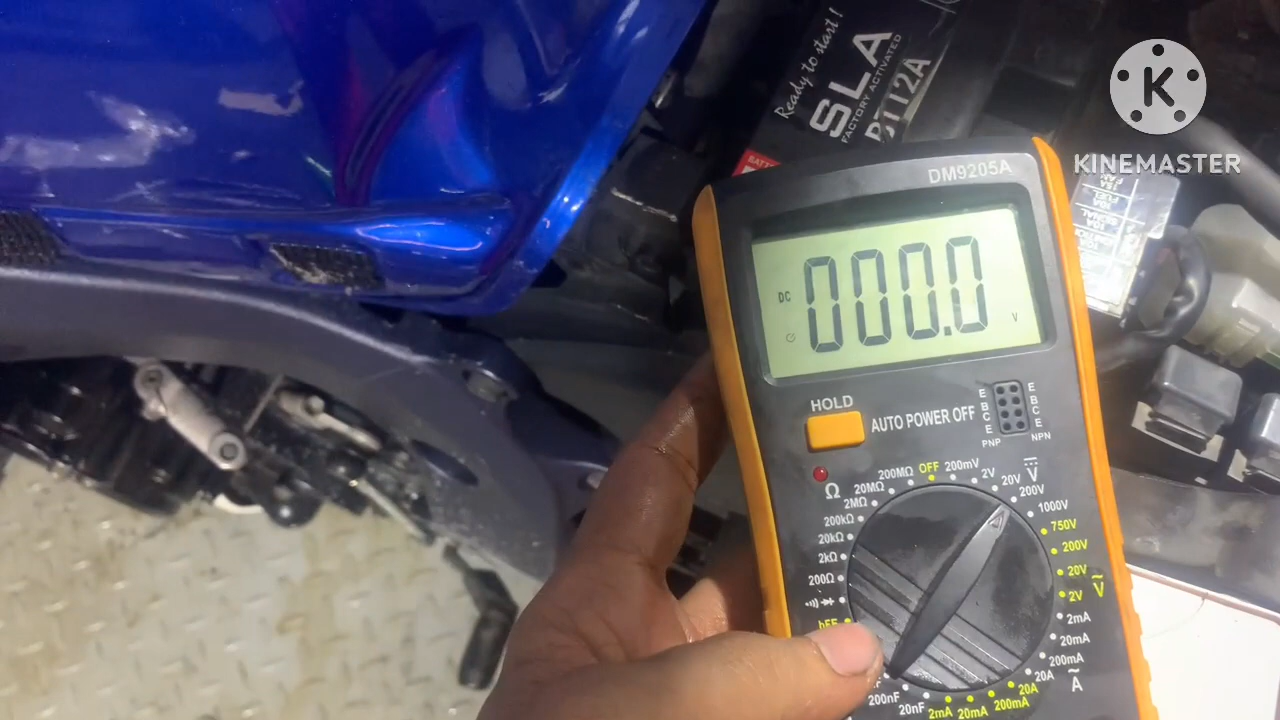 Ready to start!
SLA
FACTORY ACTIVATED
KINEMASTER
DM9205A
DC
000.0
V
HOLD
AUTO POWER OFF
E
B
C
E
PNP
E
B
C
E
NPN
Ω
200MΩ
OFF
200mV
2V
20V
V
200V
1000V
750V
200V
20V
2V
V
2mA
20mA
200mA
20A
A
20MΩ
2MΩ
200kΩ
20kΩ
2kΩ
200Ω
hFE
200nF
20nF
2mA
20mA
200mA
20A